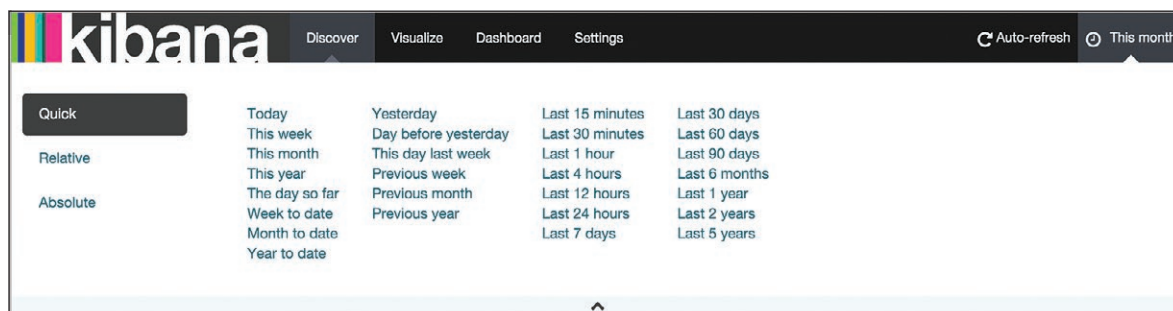 kibana Discover Visualize Dashboard Settings Auto-refresh This month
Quick
Relative
Absolute
Today
This week
This month
This year
The day so far
Week to date
Month to date
Year to date
Yesterday
Day before yesterday
This day last week
Previous week
Previous month
Previous year
Last 15 minutes
Last 30 minutes
Last 1 hour
Last 4 hours
Last 12 hours
Last 24 hours
Last 7 days
Last 30 days
Last 60 days
Last 90 days
Last 6 months
Last 1 year
Last 2 years
Last 5 years